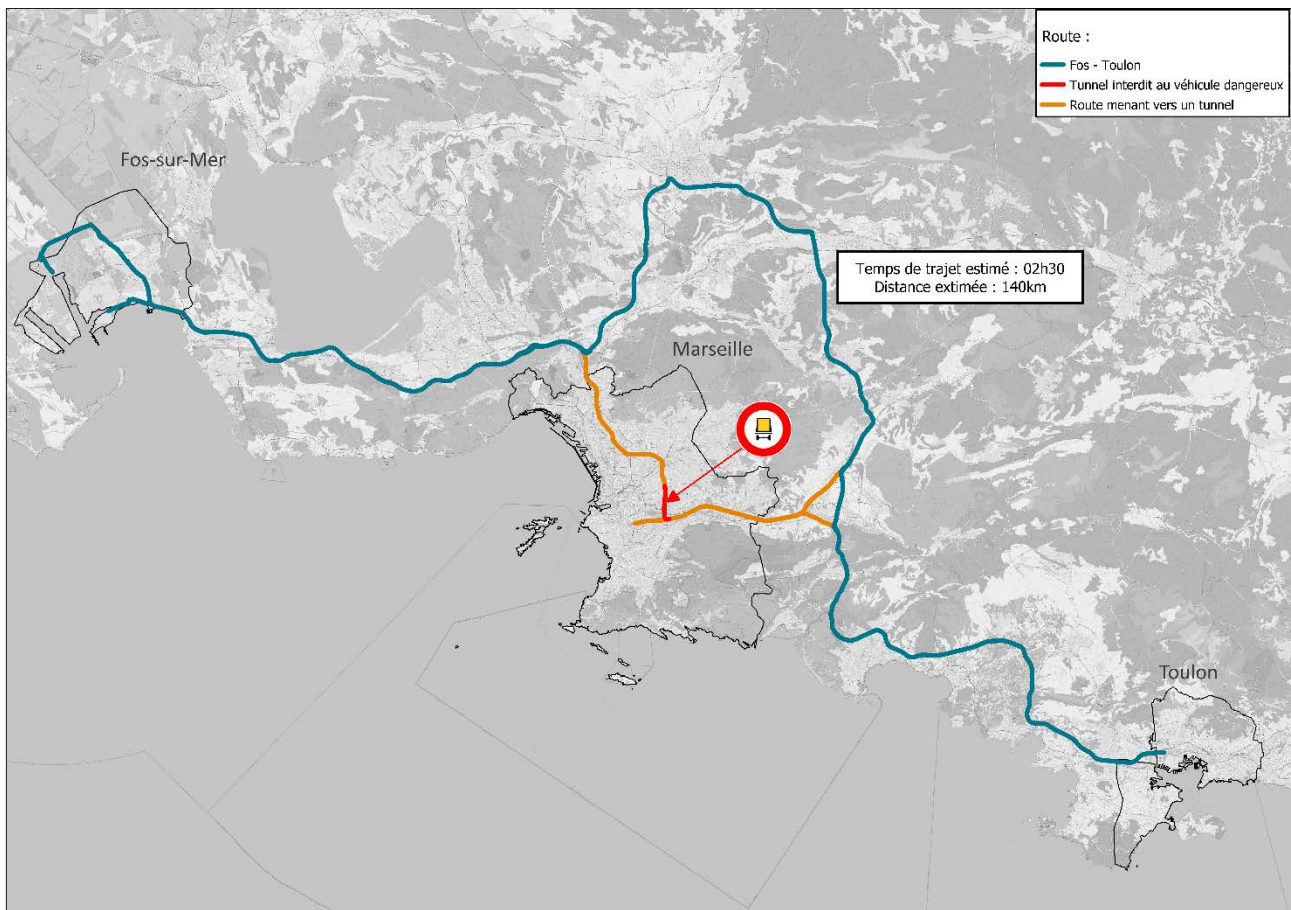 Route :
Fos - Toulon
Tunnel interdit au véhicule dangereux
Route menant vers un tunnel
Fos-sur-Mer
Temps de trajet estimé : 02h30
Distance extimée : 140km
Marseille
Toulon